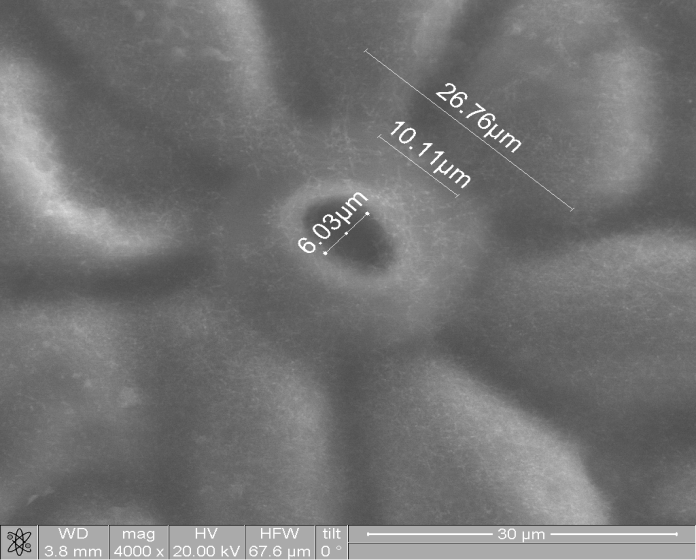 26.76µm
10.11µm
6.03µm
WD mag HV HFW tilt
3.8 mm 4000 x 20.00 kV 67.6 µm 0 ° 30 µm